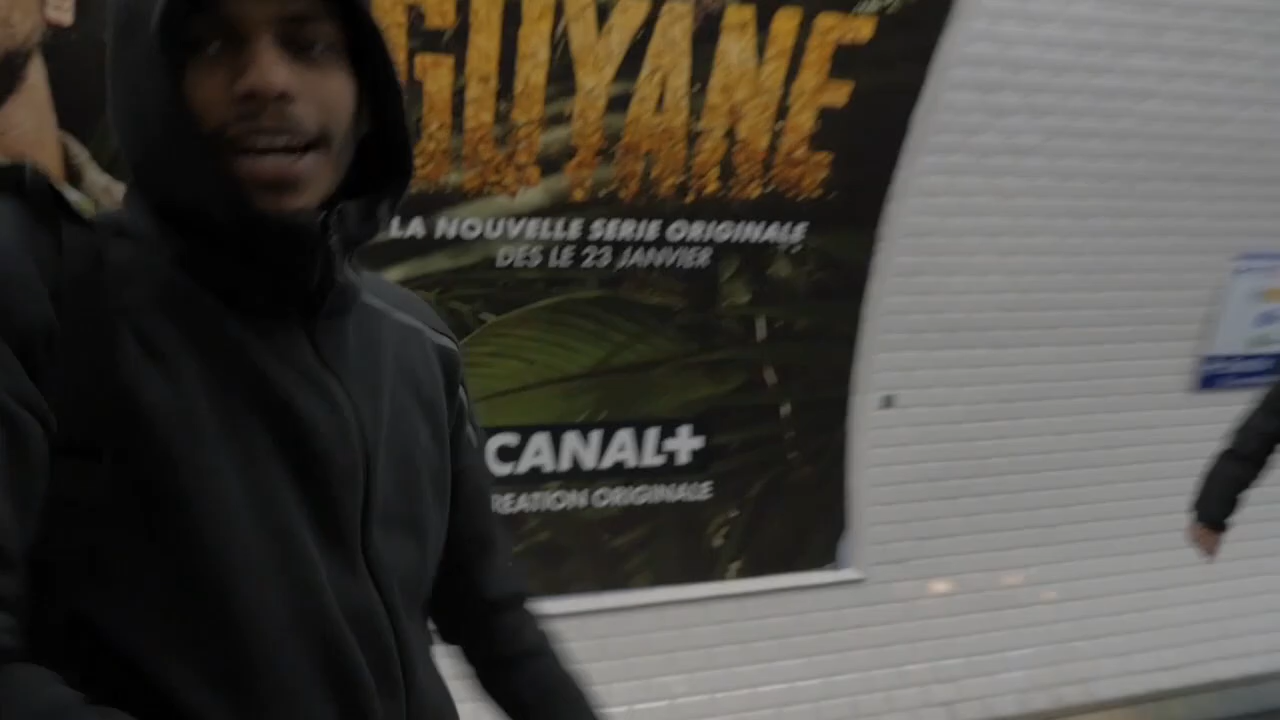 GUYANE
LA NOUVELLE SERIE ORIGINALE
DES LE 23 JANVIER
CANAL+
REATION ORIGINALE